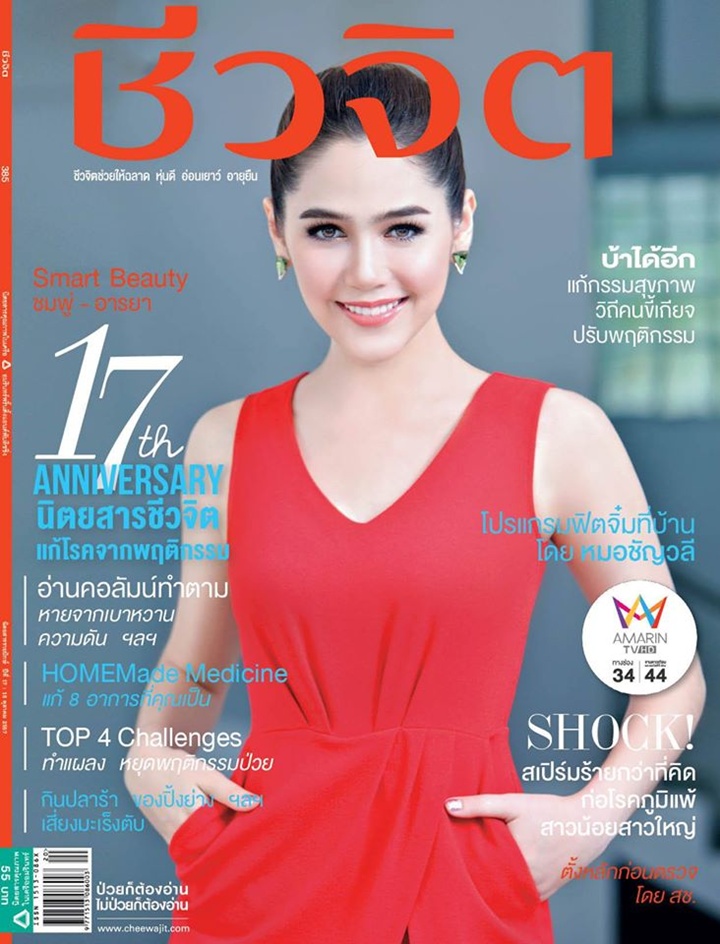 ชีวจิต
ชีวจิตช่วยให้ฉลาด หุ่นดี อ่อนเยาว์ อายุยืน
Smart Beauty
ชมพู่ - อารยา
17th
ANNIVERSARY
นิตยสารชีวจิต
แก้โรคจากพฤติกรรม
อ่านคอลัมน์ทำตาม
หายจากเบาหวาน
ความดัน ฯลฯ
HOMEMade Medicine
แก้ 8 อาการที่คุณเป็น
TOP 4 Challenges
ทำแผลง หยุดพฤติกรรมป่วย
กินปลาร้า ของปิ้งย่าง ฯลฯ
เสี่ยงมะเร็งตับ
ป่วยก็ต้องอ่าน
ไม่ป่วยก็ต้องอ่าน
www.cheewajit.com
บ้าได้อีก
แก้กรรมสุขภาพ
วิถีคนขี้เกียจ
ปรับพฤติกรรม
โปรแกรมฟิตจิ๋มที่บ้าน
โดย หมอชัญวลี
AMARIN
TV HD
ทางช่อง
34 44
SHOCK!
สเปิร์มร้ายกว่าที่คิด
ก่อโรคภูมิแพ้
สาวน้อยสาวใหญ่
ตั้งหลักก่อนตรวจ
โดย สช.
ชีวจิต
385
55 บาท